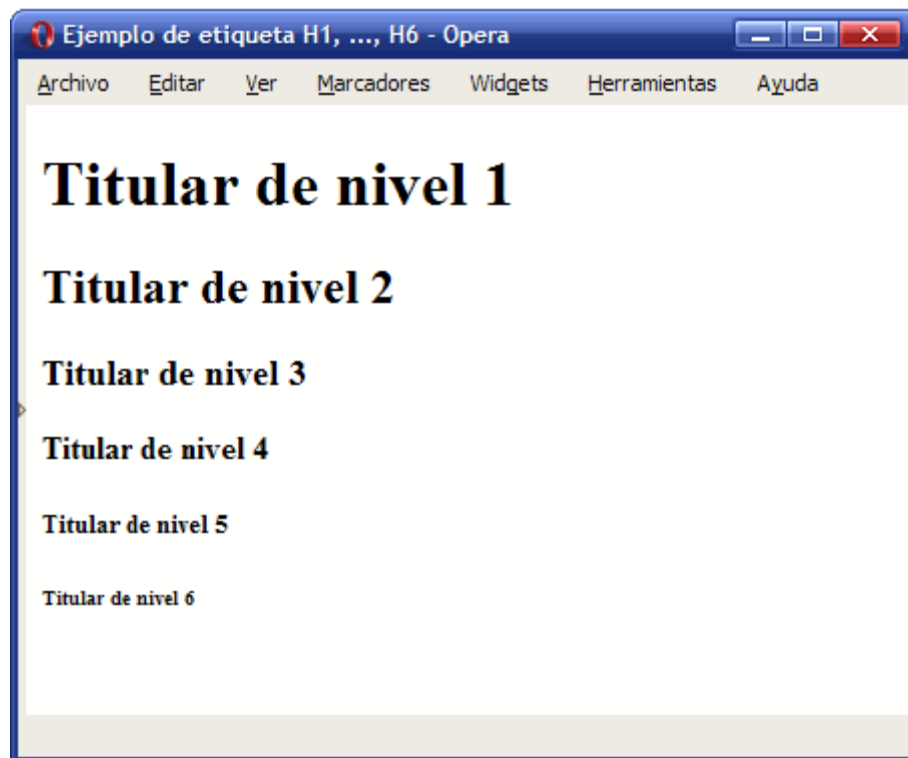 Ejemplo de etiqueta H1, ..., H6 - Opera
Archivo Editar Ver Marcadores Widgets Herramientas Ayuda
Titular de nivel 1
Titular de nivel 2
Titular de nivel 3
Titular de nivel 4
Titular de nivel 5
Titular de nivel 6